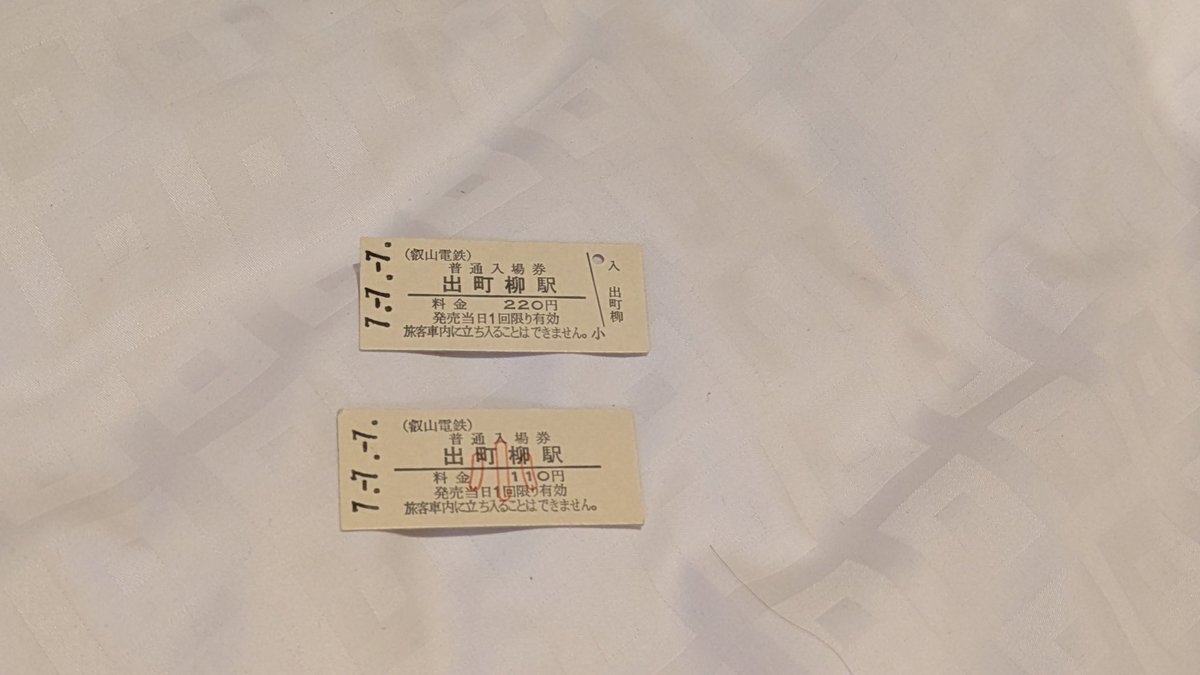 7.-7.-7.
(叡山電鉄)
普通入場券
出町柳駅
料金 220円
発売当日1回限り有効
旅客車内に立ち入ることはできません。小
入
出町柳
7.-7.-7.
(叡山電鉄)
普通入場券
出町柳駅
小
料金 110円
発売当日1回限り有効
旅客車内に立ち入ることはできません。